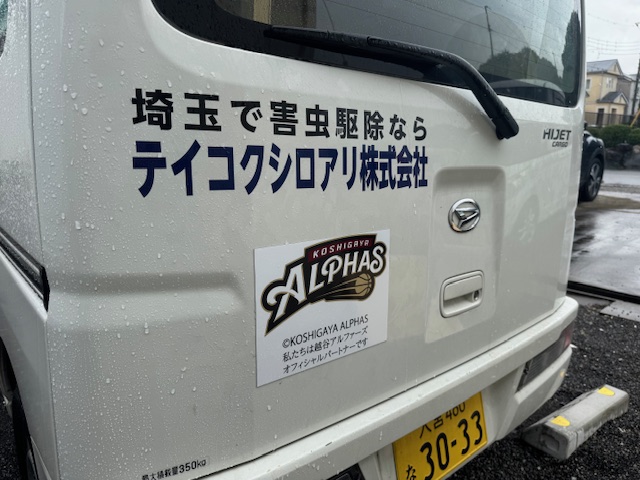 埼玉で害虫駆除なら
テイコクシロアリ株式会社
HIJET
CARGO
KOSHIGAYA
ALPHAS
©KOSHIGAYA ALPHAS
私たちは越谷アルファーズ
オフィシャルパートナーです
最大積載量350kg
大宮 480
な 30-33